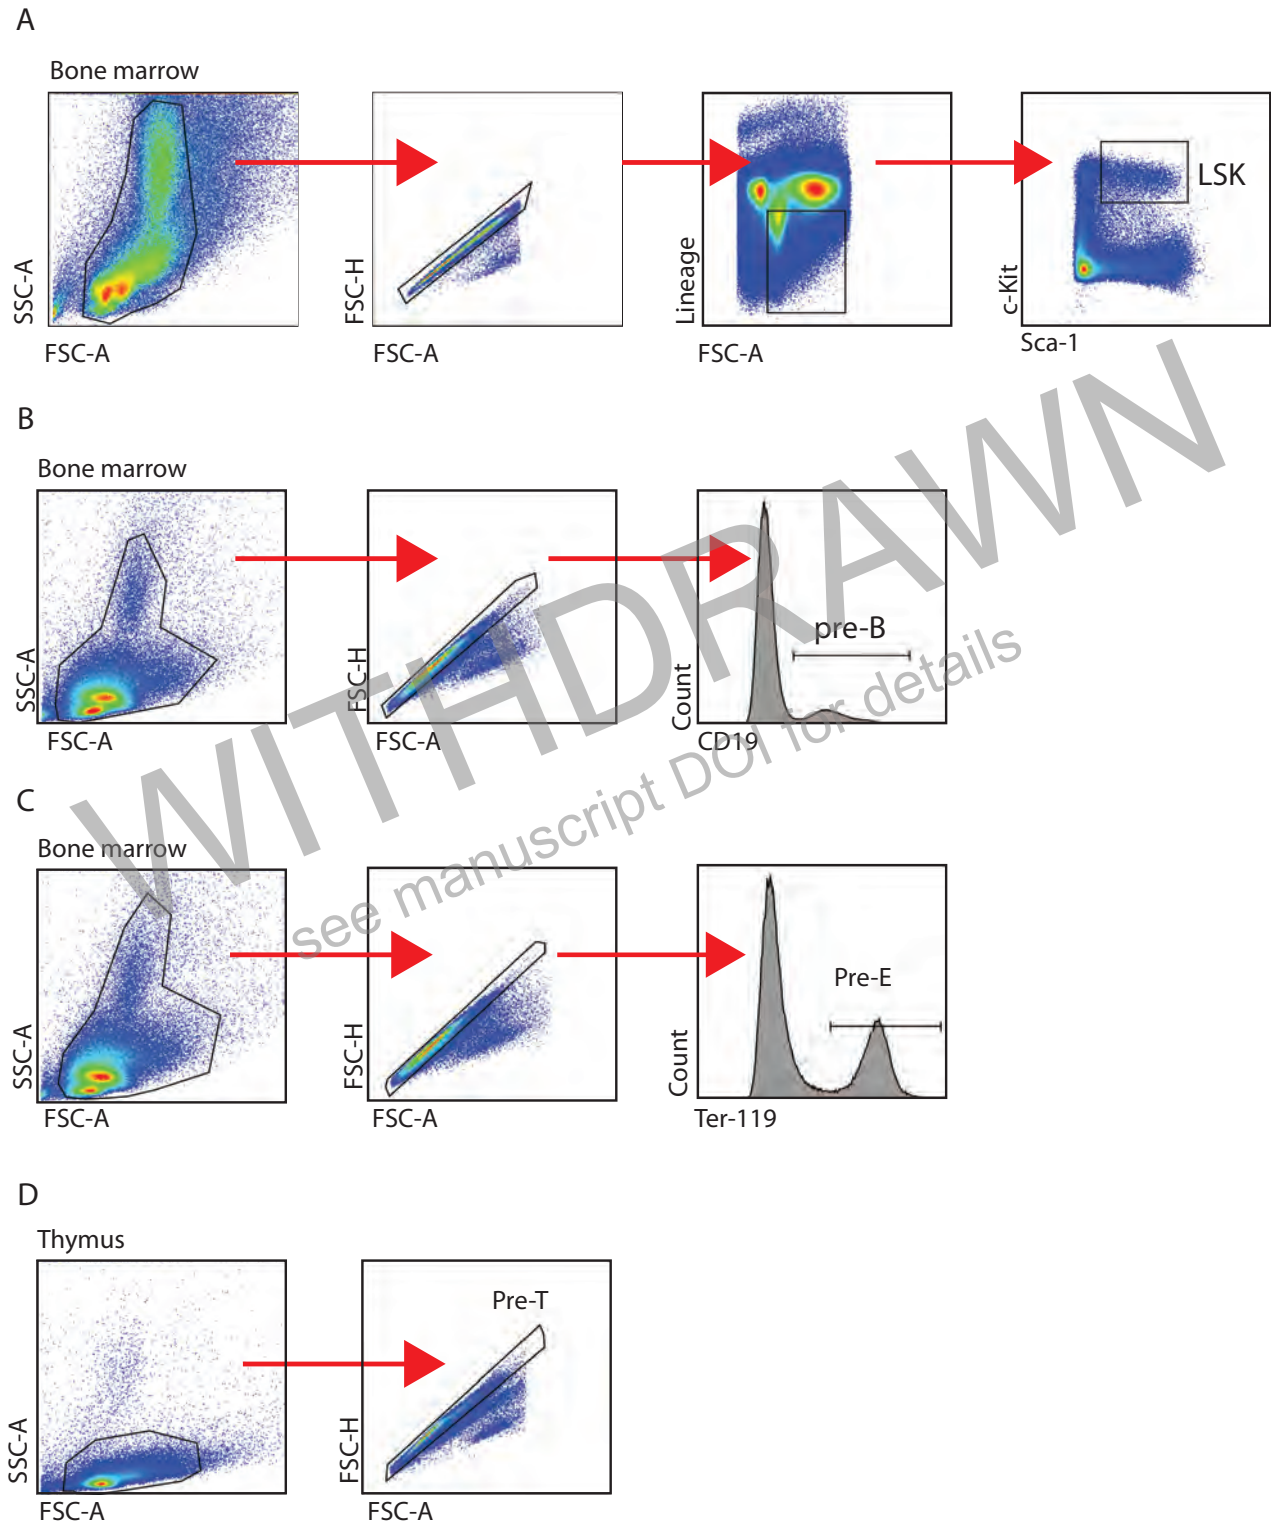 A
Bone marrow
SSC-A
FSC-A
FSC-H
FSC-A
Lineage
FSC-A
c-Kit
Sca-1
LSK
B
Bone marrow
SSC-A
FSC-A
FSC-H
FSC-A
pre-B
Count
CD19
WITHDRAWN
see manuscript DOI for details
C
Bone marrow
SSC-A
FSC-A
FSC-H
FSC-A
Pre-E
Count
Ter-119
D
Thymus
SSC-A
FSC-A
Pre-T
FSC-H
FSC-A